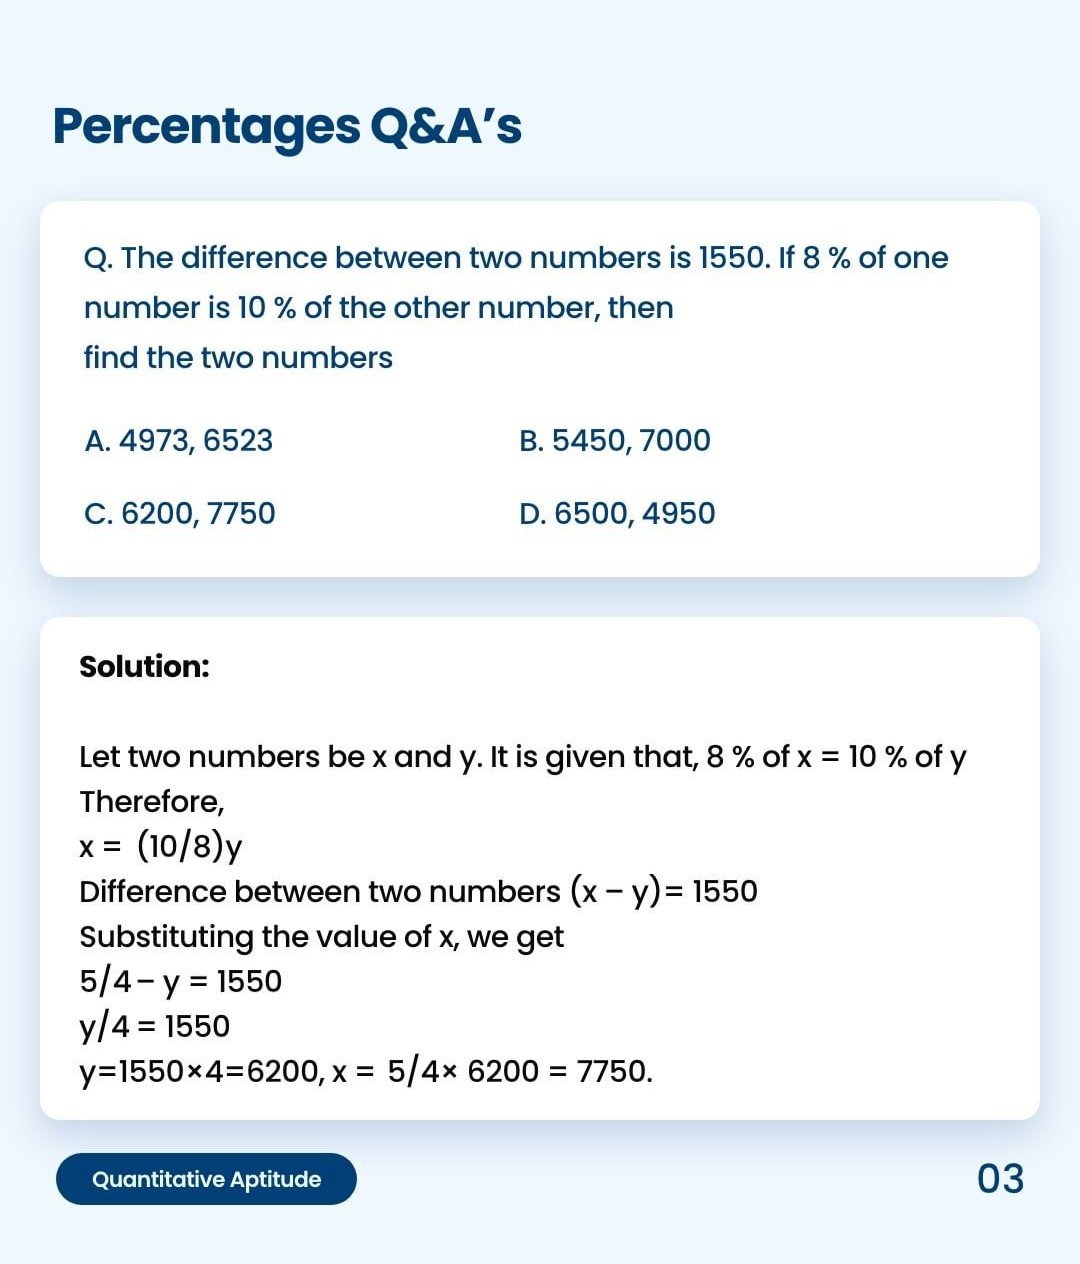 Percentages Q&A’s
Q. The difference between two numbers is 1550. If 8 % of one
number is 10 % of the other number, then
find the two numbers
A. 4973, 6523
B. 5450, 7000
C. 6200, 7750
D. 6500, 4950
Solution:
Let two numbers be x and y. It is given that, 8 % of x = 10 % of y
Therefore,
x = (10/8)y
Difference between two numbers (x – y)= 1550
Substituting the value of x, we get
5/4– y = 1550
y/4 = 1550
y=1550×4=6200, x = 5/4× 6200 = 7750.
Quantitative Aptitude
03